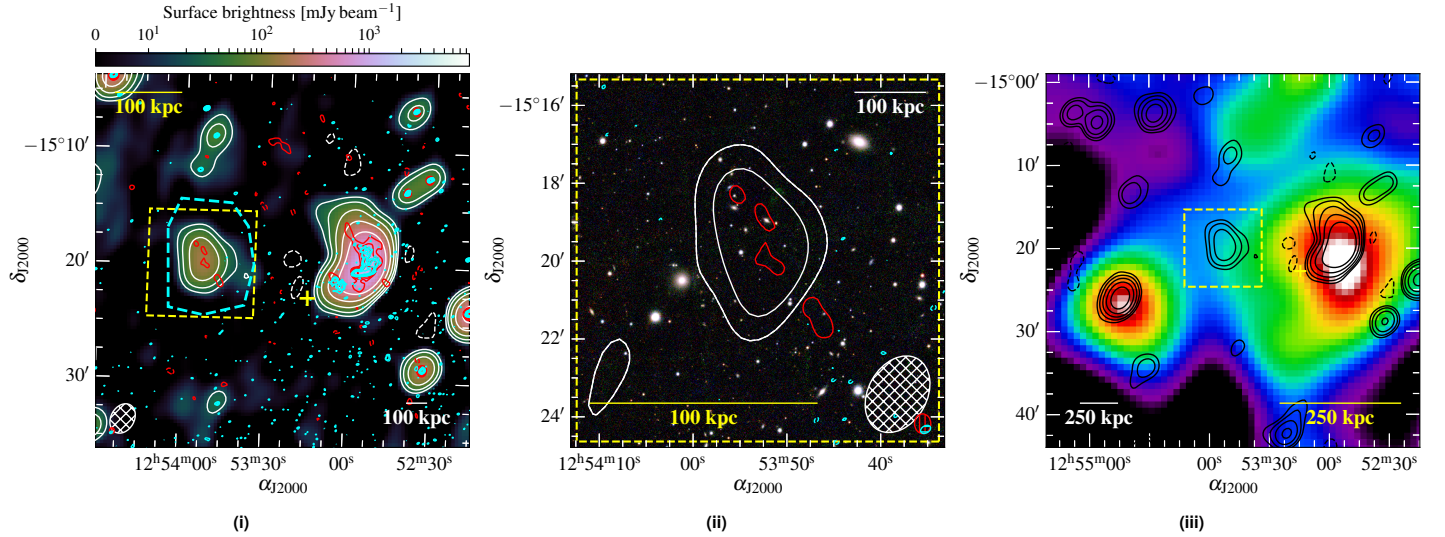 Surface brightness [mJy beam⁻¹]
0 10¹ 10² 10³
100 kpc
−15°10′
20′
30′
δJ2000
100 kpc
12ʰ54ᵐ00ˢ 53ᵐ30ˢ 00ˢ 52ᵐ30ˢ
αJ2000
(i)
−15°16′
100 kpc
18′
20′
22′
24′
δJ2000
100 kpc
12ʰ54ᵐ10ˢ 00ˢ 53ᵐ50ˢ 40ˢ
αJ2000
(ii)
−15°00′
10′
20′
30′
40′
δJ2000
250 kpc 250 kpc
12ʰ55ᵐ00ˢ 00ˢ 53ᵐ30ˢ 00ˢ 52ᵐ30ˢ
αJ2000
(iii)